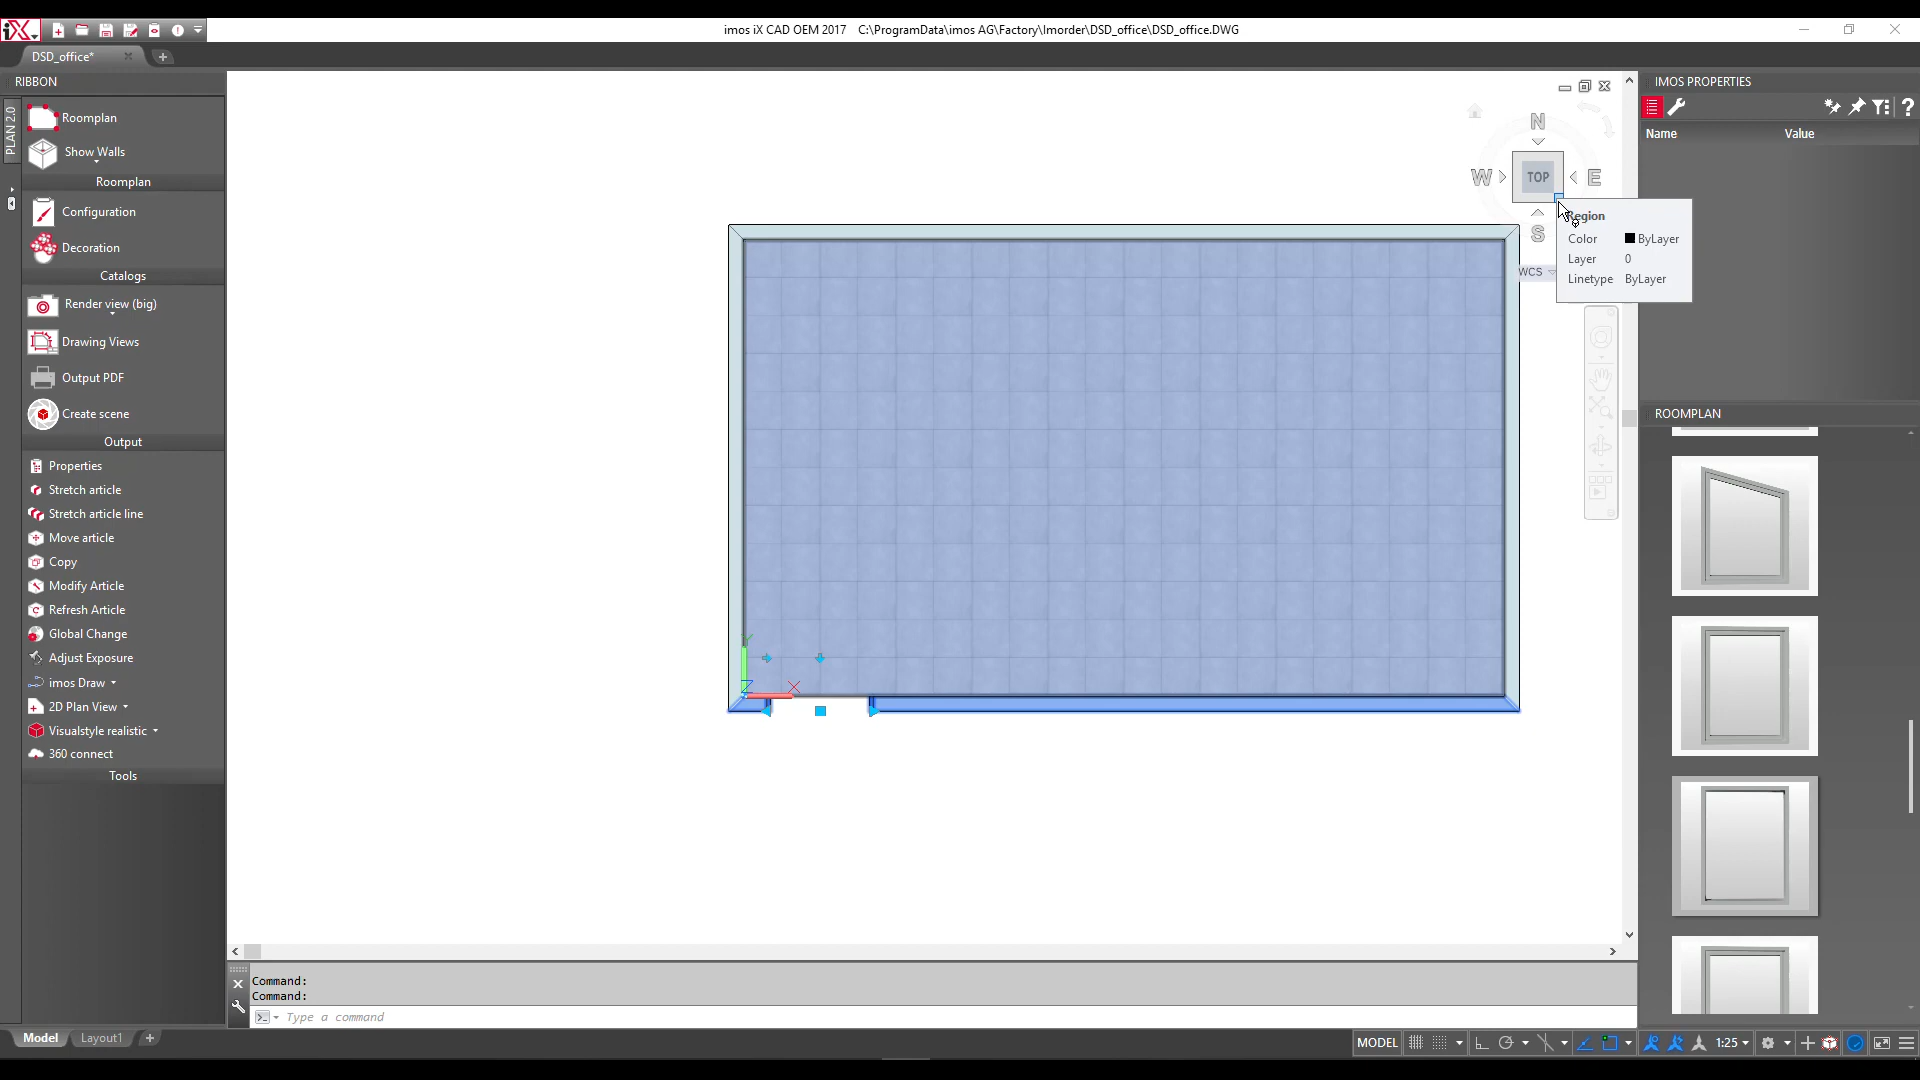 iX
imos iX CAD OEM 2017 C:\ProgramData\imos AG\Factory\Imorder\DSD_office\DSD_office.DWG
DSD_office*
RIBBON
PLAN 2.0
Roomplan
Show Walls
Roomplan
Configuration
Decoration
Catalogs
Render view (big)
Drawing Views
Output PDF
Create scene
Output
Properties
Stretch article
Stretch article line
Move article
Copy
Modify Article
Refresh Article
Global Change
Adjust Exposure
imos Draw
2D Plan View
Visualstyle realistic
360 connect
Tools
N
W
TOP
E
S
WCS
Region
Color ByLayer
Layer 0
Linetype ByLayer
Y
Z
X
IMOS PROPERTIES
Name Value
ROOMPLAN
Command:
Command:
Type a command
Model
Layout1
MODEL
1:25